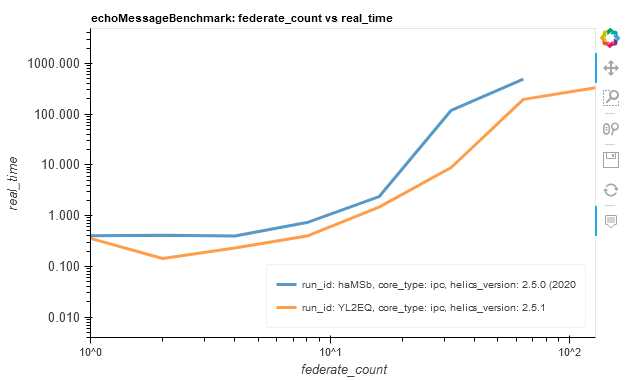 echoMessageBenchmark: federate_count vs real_time
1000.000
100.000
10.000
1.000
0.100
0.010
real_time
run_id: haMSb, core_type: ipc, helics_version: 2.5.0 (2020
run_id: YL2EQ, core_type: ipc, helics_version: 2.5.1
10^0
10^1
10^2
federate_count